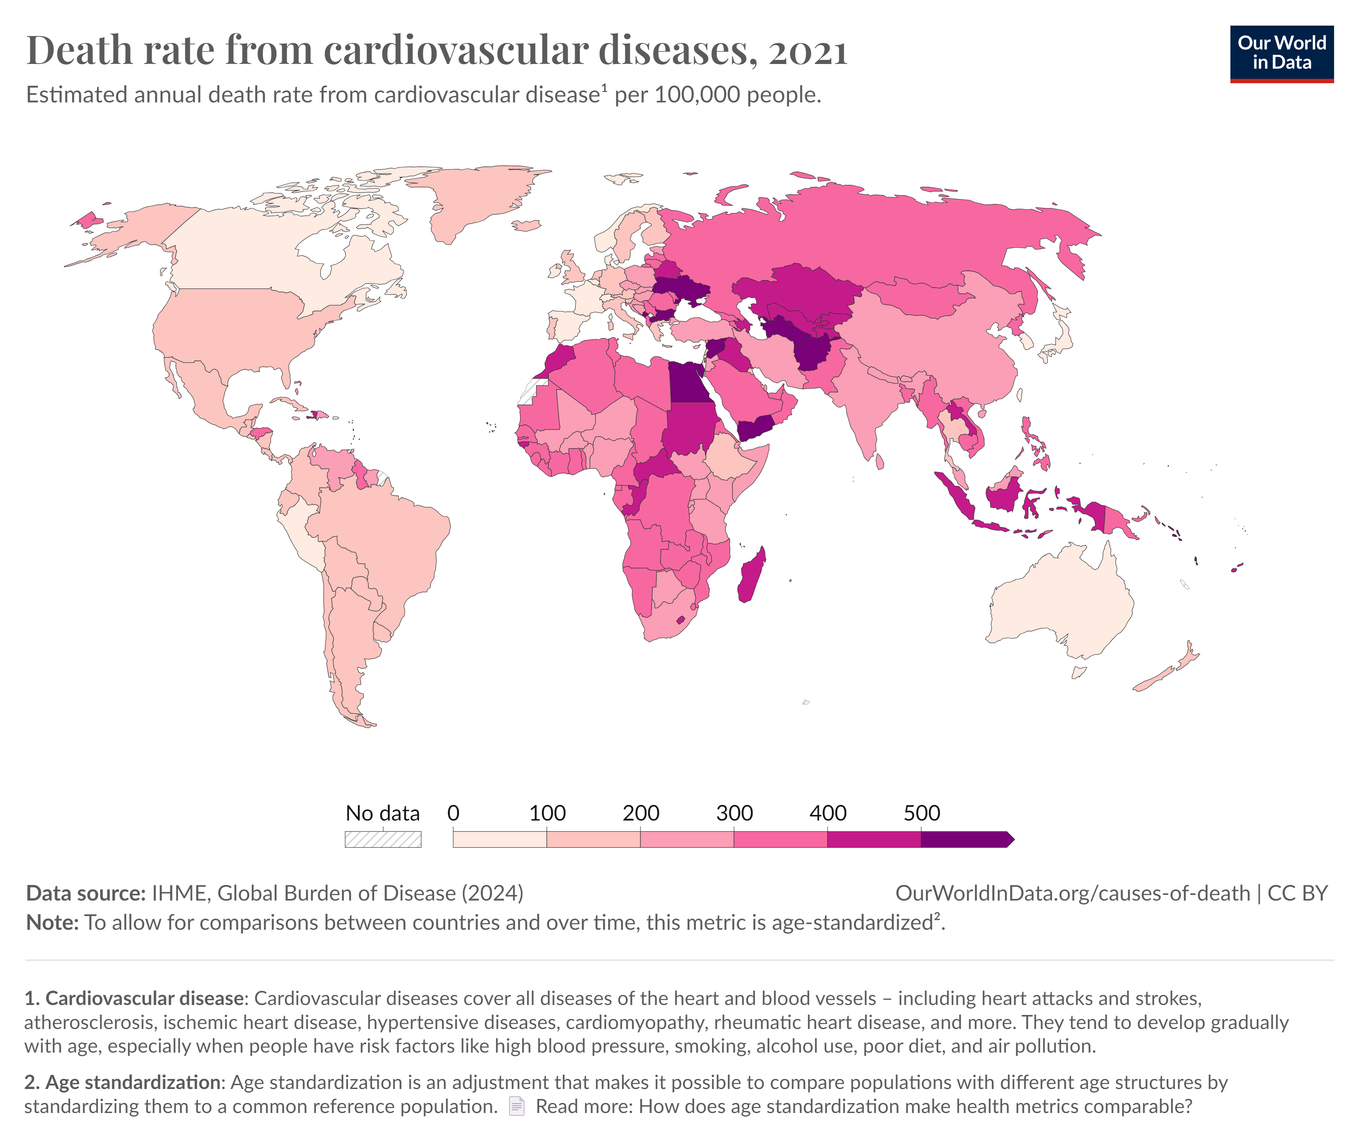 Death rate from cardiovascular diseases, 2021
Our World
in Data
Estimated annual death rate from cardiovascular disease¹ per 100,000 people.
No data 0 100 200 300 400 500
Data source: IHME, Global Burden of Disease (2024)
OurWorldInData.org/causes-of-death | CC BY
Note: To allow for comparisons between countries and over time, this metric is age-standardized².
1. Cardiovascular disease: Cardiovascular diseases cover all diseases of the heart and blood vessels – including heart attacks and strokes,
atherosclerosis, ischemic heart disease, hypertensive diseases, cardiomyopathy, rheumatic heart disease, and more. They tend to develop gradually
with age, especially when people have risk factors like high blood pressure, smoking, alcohol use, poor diet, and air pollution.
2. Age standardization: Age standardization is an adjustment that makes it possible to compare populations with different age structures by
standardizing them to a common reference population. Read more: How does age standardization make health metrics comparable?